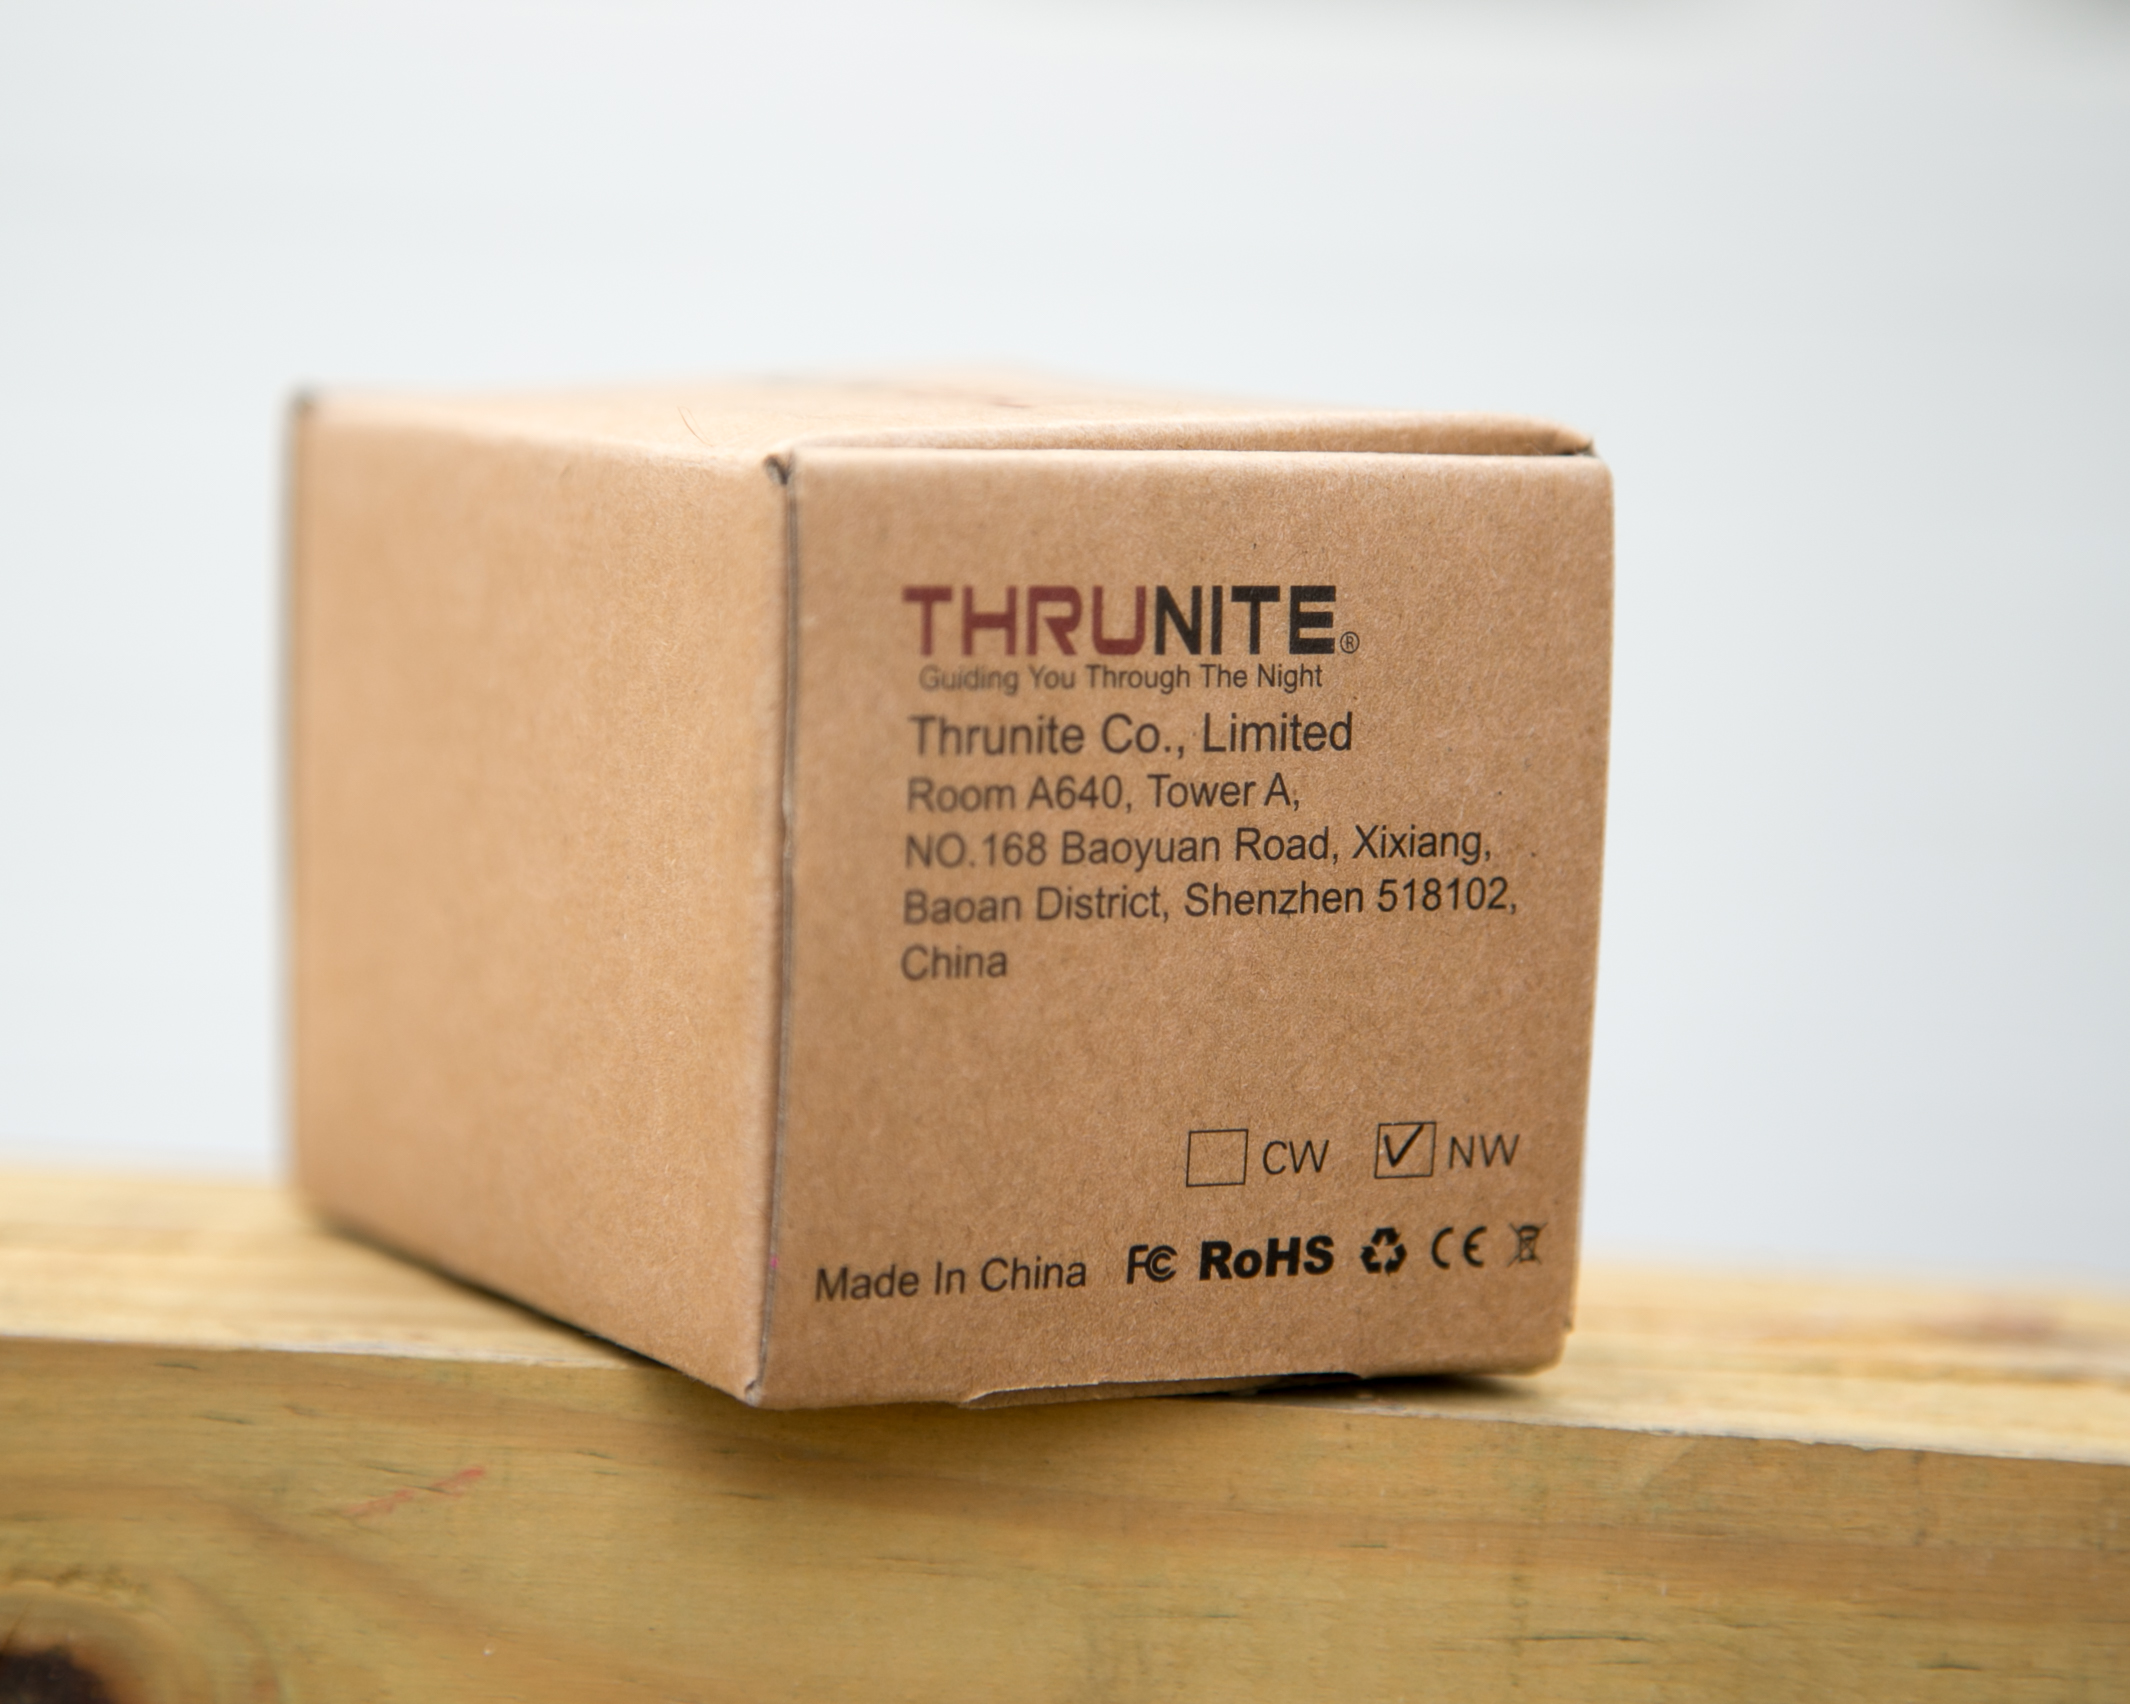 THRUNITE®
Guiding You Through The Night
Thrunite Co., Limited
Room A640, Tower A,
NO.168 Baoyuan Road, Xixiang,
Baoan District, Shenzhen 518102,
China
CW NW
Made In China FC RoHS CE